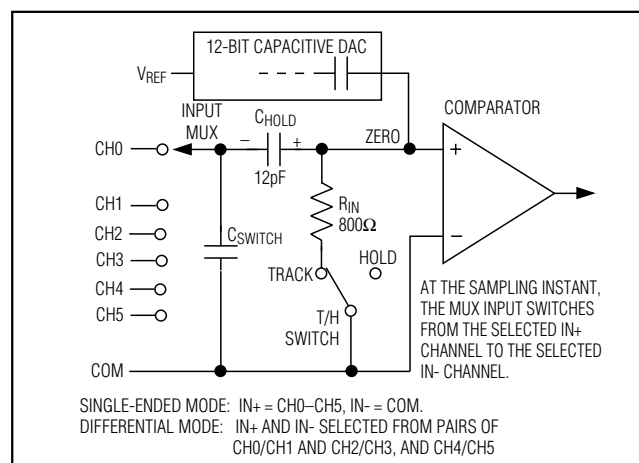 12-BIT CAPACITIVE DAC
VREF
COMPARATOR
INPUT
MUX
CHOLD
ZERO
CH0
− +
12pF
+
RIN
800Ω
−
CH1
CH2
CH3
CH4
CH5
CSWITCH
HOLD
TRACK
T/H
SWITCH
AT THE SAMPLING INSTANT,
THE MUX INPUT SWITCHES
FROM THE SELECTED IN+
CHANNEL TO THE SELECTED
IN- CHANNEL.
COM
SINGLE-ENDED MODE: IN+ = CH0–CH5, IN- = COM.
DIFFERENTIAL MODE: IN+ AND IN- SELECTED FROM PAIRS OF
CH0/CH1 AND CH2/CH3, AND CH4/CH5